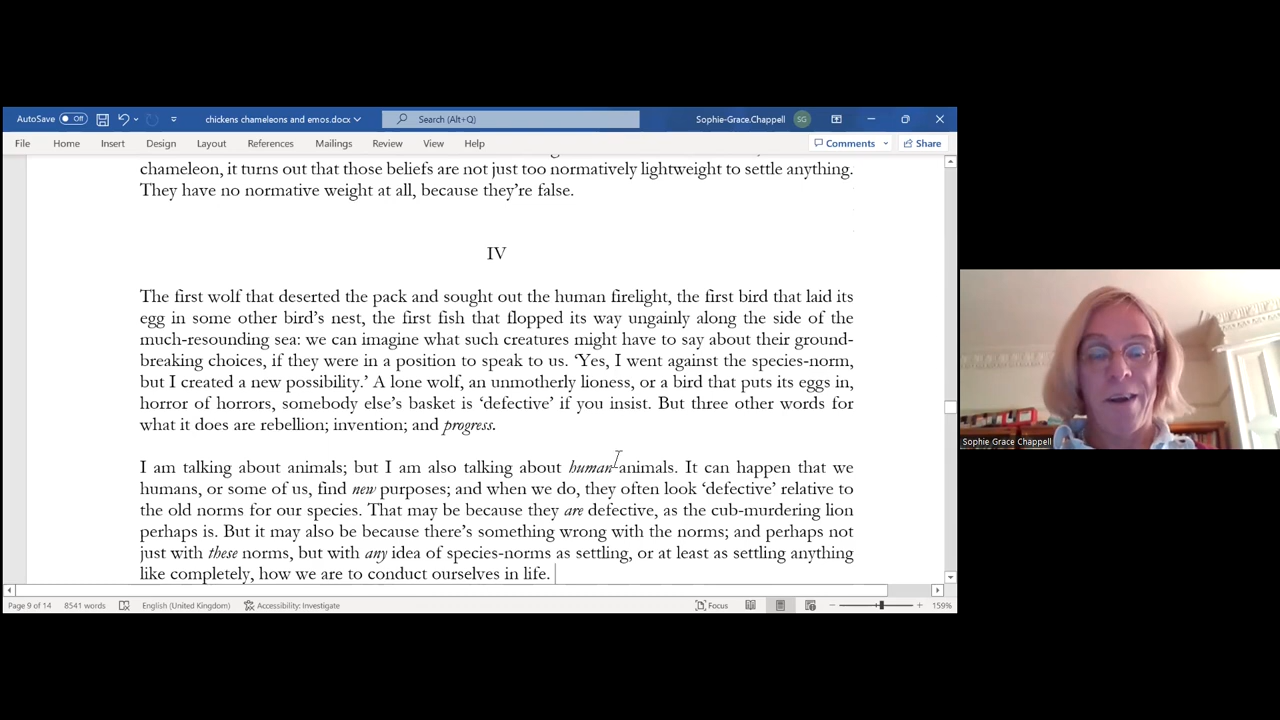 AutoSave Off chickens chameleons and emos.docx Search (Alt+Q) Sophie-Grace.Chappell SG
File Home Insert Draw Layout References Mailings Review View Help Comments Share
chameleon, it turns out that those beliefs are not just too normatively lightweight to settle anything.
They have no normative weight at all, because they’re false.
IV
The first wolf that deserted the pack and sought out the human firelight, the first bird that laid its
egg in some other bird’s nest, the first fish that flopped its way ungainly along the side of the
much-resounding sea: we can imagine what such creatures might have to say about their ground-
breaking choices, if they were in a position to speak to us. ‘Yes, I went against the species-norm,
but I created a new possibility.’ A lone wolf, an unmotherly lioness, or a bird that puts its eggs in,
horror of horrors, somebody else’s basket is ‘defective’ if you insist. But three other words for
what it does are rebellion; invention; and progress.
I am talking about animals; but I am also talking about human animals. It can happen that we
humans, or some of us, find new purposes; and when we do, they often look ‘defective’ relative to
the old norms for our species. That may be because they are defective, as the cub-murdering lion
perhaps is. But it may also be because there’s something wrong with the norms; and perhaps not
just with these norms, but with any idea of species-norms as settling, or at least as settling anything
like completely, how we are to conduct ourselves in life.
Page 9 of 14 8541 words English (United Kingdom) Accessibility: Investigate Focus 159%
Sophie Grace Chappell